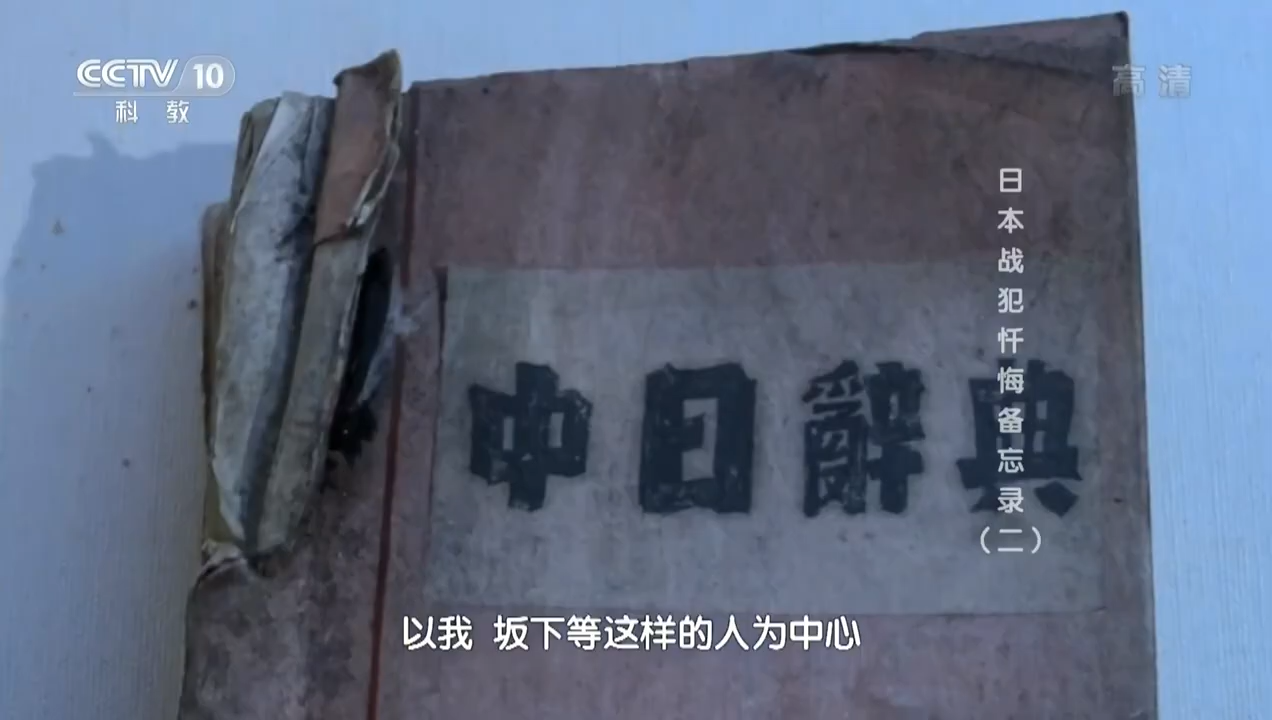 CCTV 10
科教
高清
日本战犯忏悔备忘录
（二）
中日辭典
以我 坂下等这样的人为中心